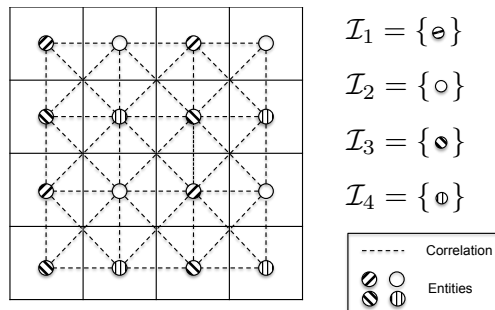 I₁ = { }
I₂ = { }
I₃ = { }
I₄ = { }
Correlation
Entities